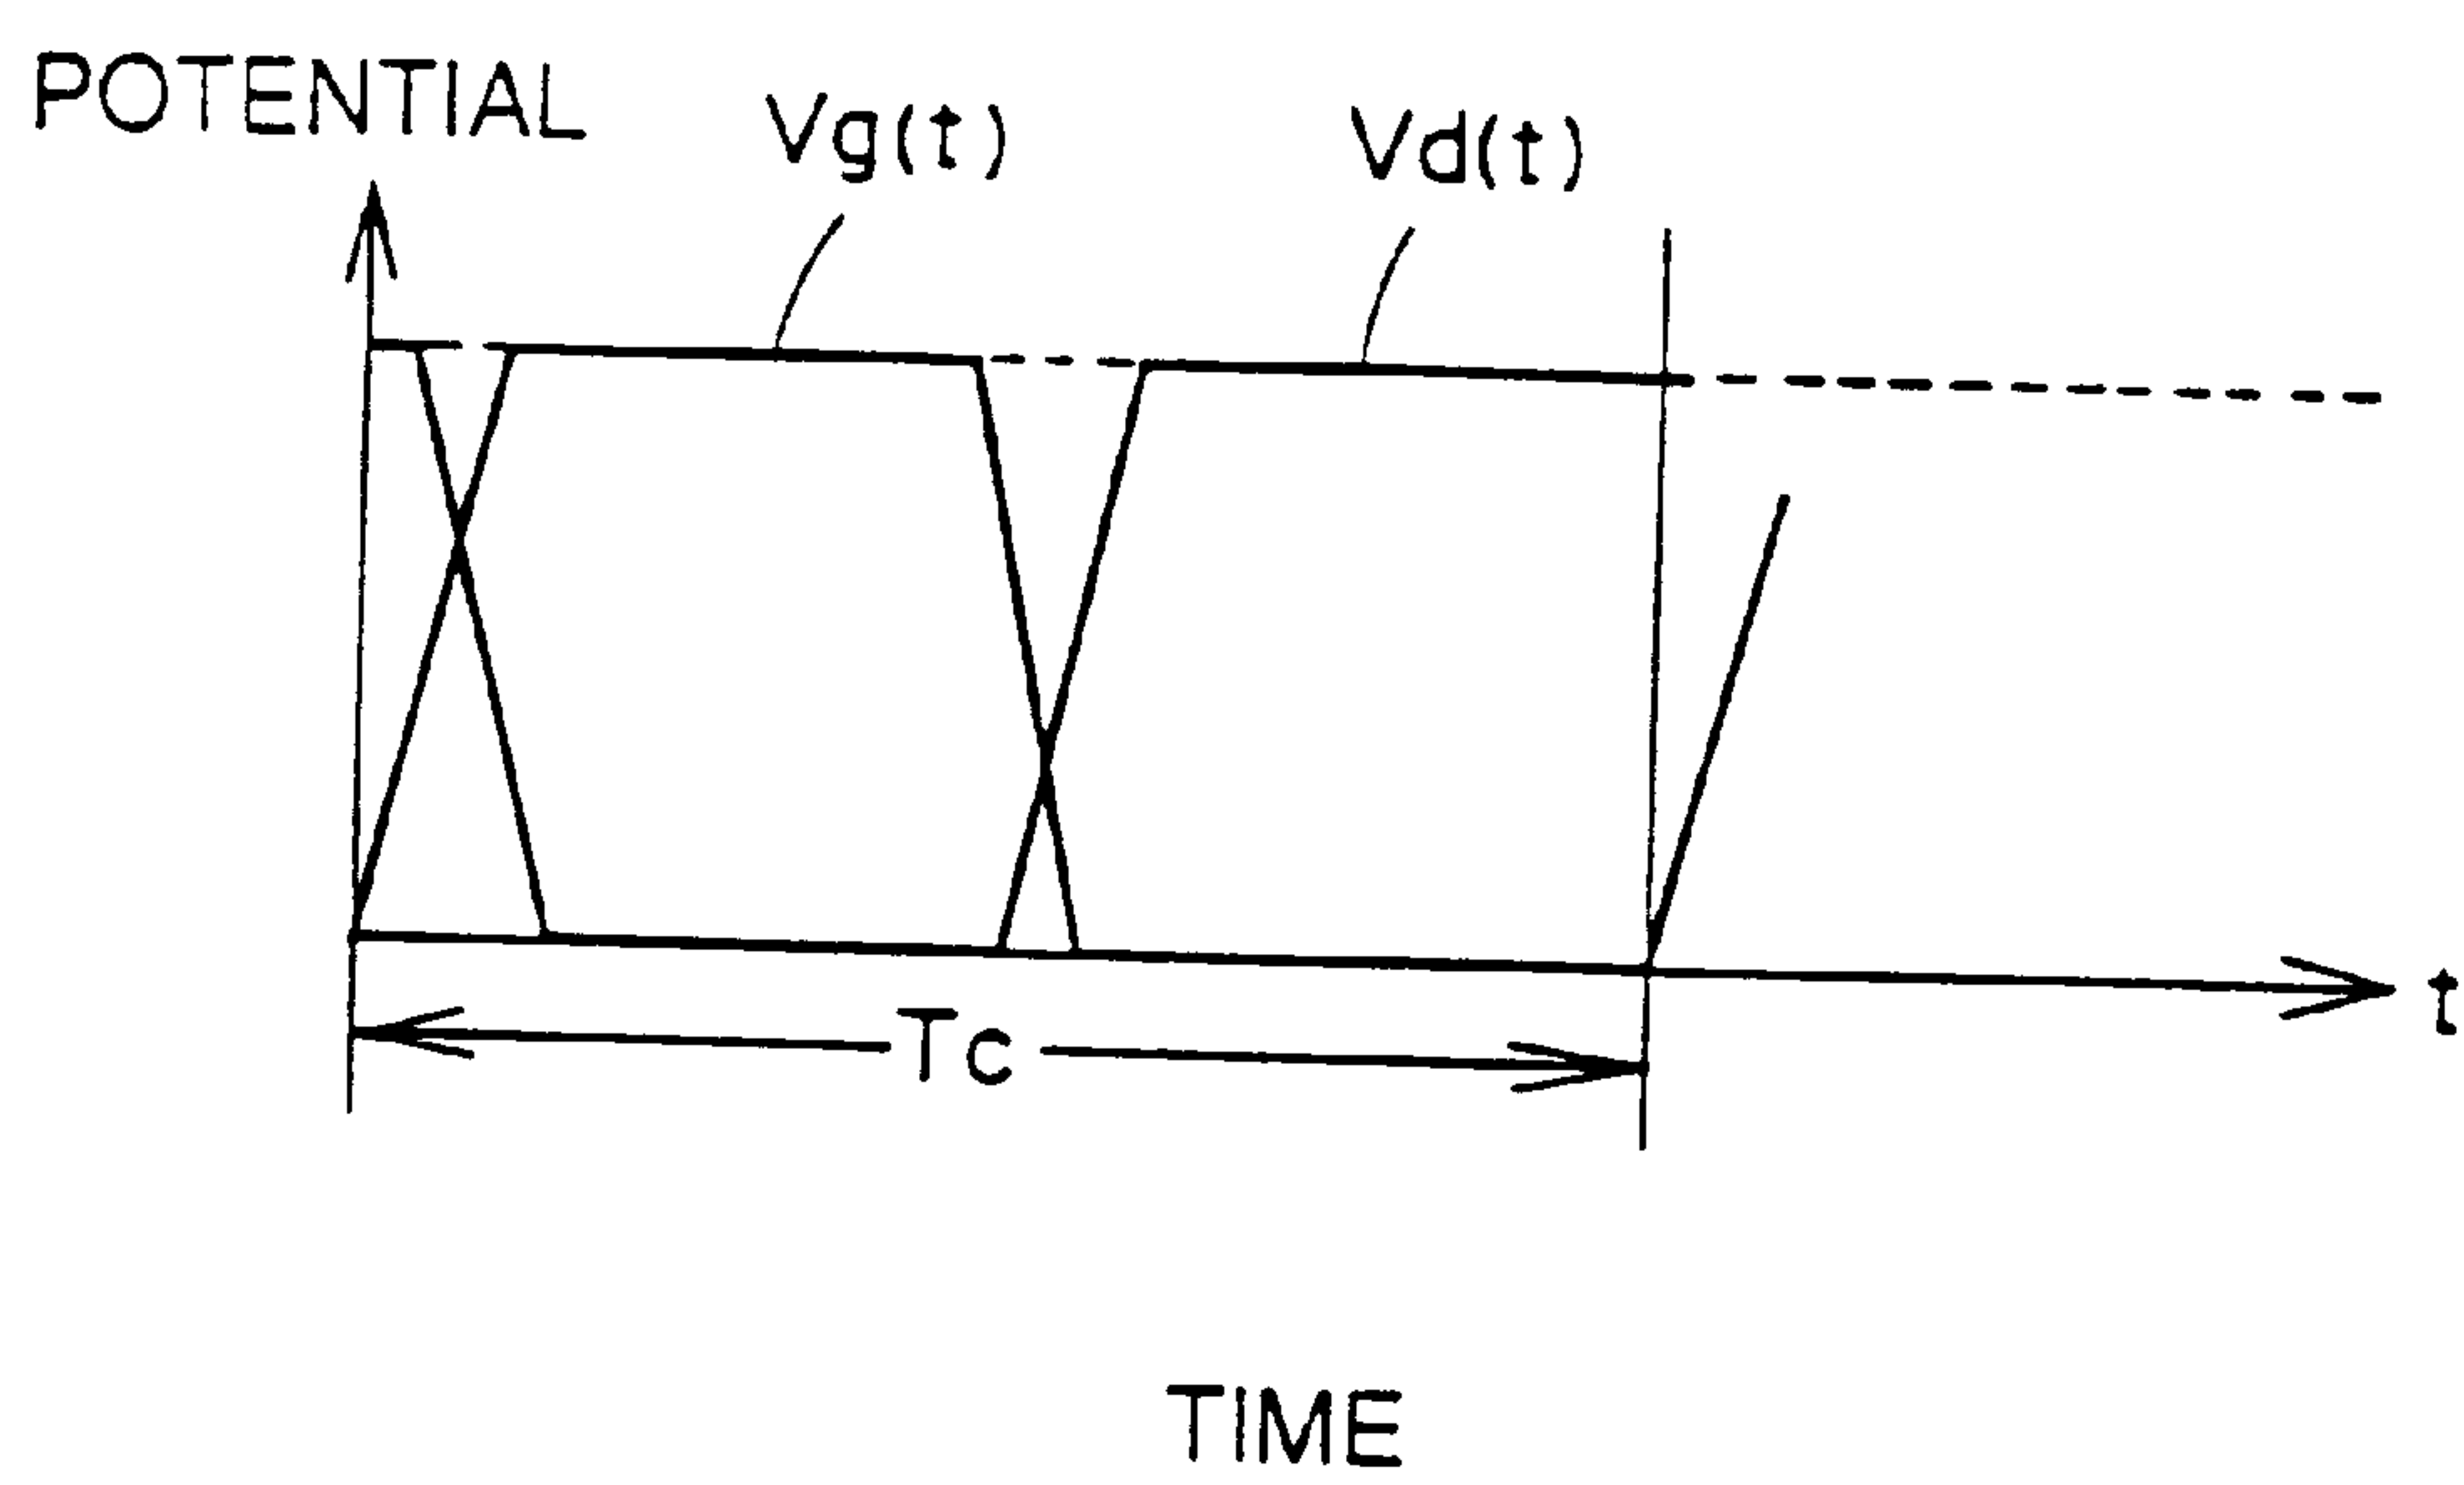 POTENTIAL
Vg(t)
Vd(t)
t
Tc
TIME